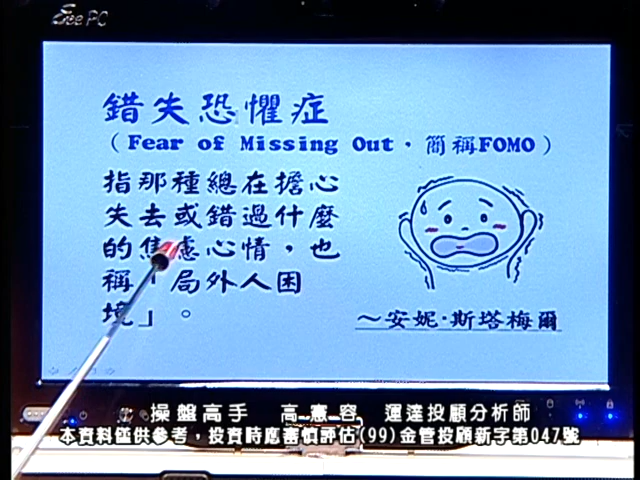 See PC
錯失恐懼症
（Fear of Missing Out，簡稱FOMO）
指那種總在擔心
失去或錯過什麼
的焦慮心情，也
稱「局外人困
境」。
～安妮·斯塔梅爾
操盤高手 高憲容 運達投顧分析師
本資料僅供參考，投資時應審慎評估(99)金管投顧新字第047號